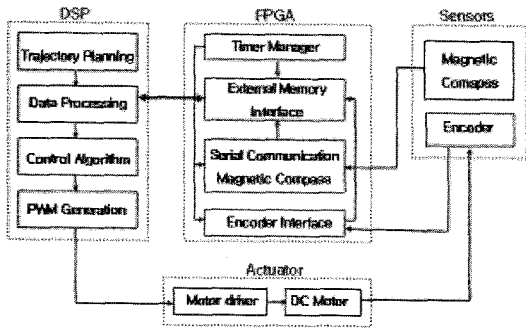 DSP
Trajectory Planning
Data Processing
Control Algorithm
PWM Generation
FPGA
Timer Manager
External Memory
Interface
Serial Communication
Magnetic Compass
Encoder Interface
Sensors
Magnetic
Comapss
Encoder
Actuator
Motor driver
DC Motor